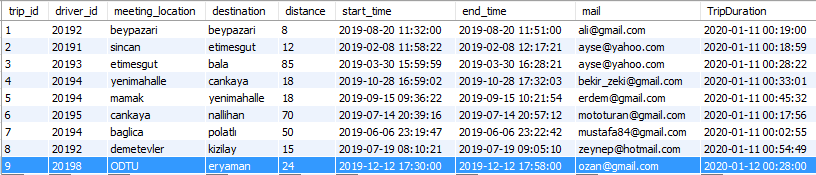 trip_id driver_id meeting_location destination distance start_time end_time mail TripDuration
1 20192 beypazari beypazari 8 2019-08-20 11:32:00 2019-08-20 11:51:00 ali@gmail.com 2020-01-11 00:19:00
2 20191 sincan etimesgut 12 2019-02-08 11:58:22 2019-02-08 12:17:21 ayse@yahoo.com 2020-01-11 00:18:59
3 20193 etimesgut bala 85 2019-03-30 15:59:59 2019-03-30 16:28:21 ayse@yahoo.com 2020-01-11 00:28:22
4 20194 yenimahalle cankaya 18 2019-10-28 16:59:02 2019-10-28 17:32:03 bekir_zeki@gmail.com 2020-01-11 00:33:01
5 20194 mamak yenimahalle 18 2019-09-15 09:36:22 2019-09-15 10:21:54 erdem@gmail.com 2020-01-11 00:45:32
6 20195 cankaya nallihan 70 2019-07-14 20:39:16 2019-07-14 20:57:12 mototuran@gmail.com 2020-01-11 00:17:56
7 20194 baglica polatlı 50 2019-06-06 23:19:47 2019-06-06 23:22:42 mustafa84@gmail.com 2020-01-11 00:02:55
8 20192 demetevler kizilay 15 2019-07-19 08:10:21 2019-07-19 09:05:10 zeynep@hotmail.com 2020-01-11 00:54:49
9 20198 ODTU eryaman 24 2019-12-12 17:30:00 2019-12-12 17:58:00 ozan@gmail.com 2020-01-12 00:28:00